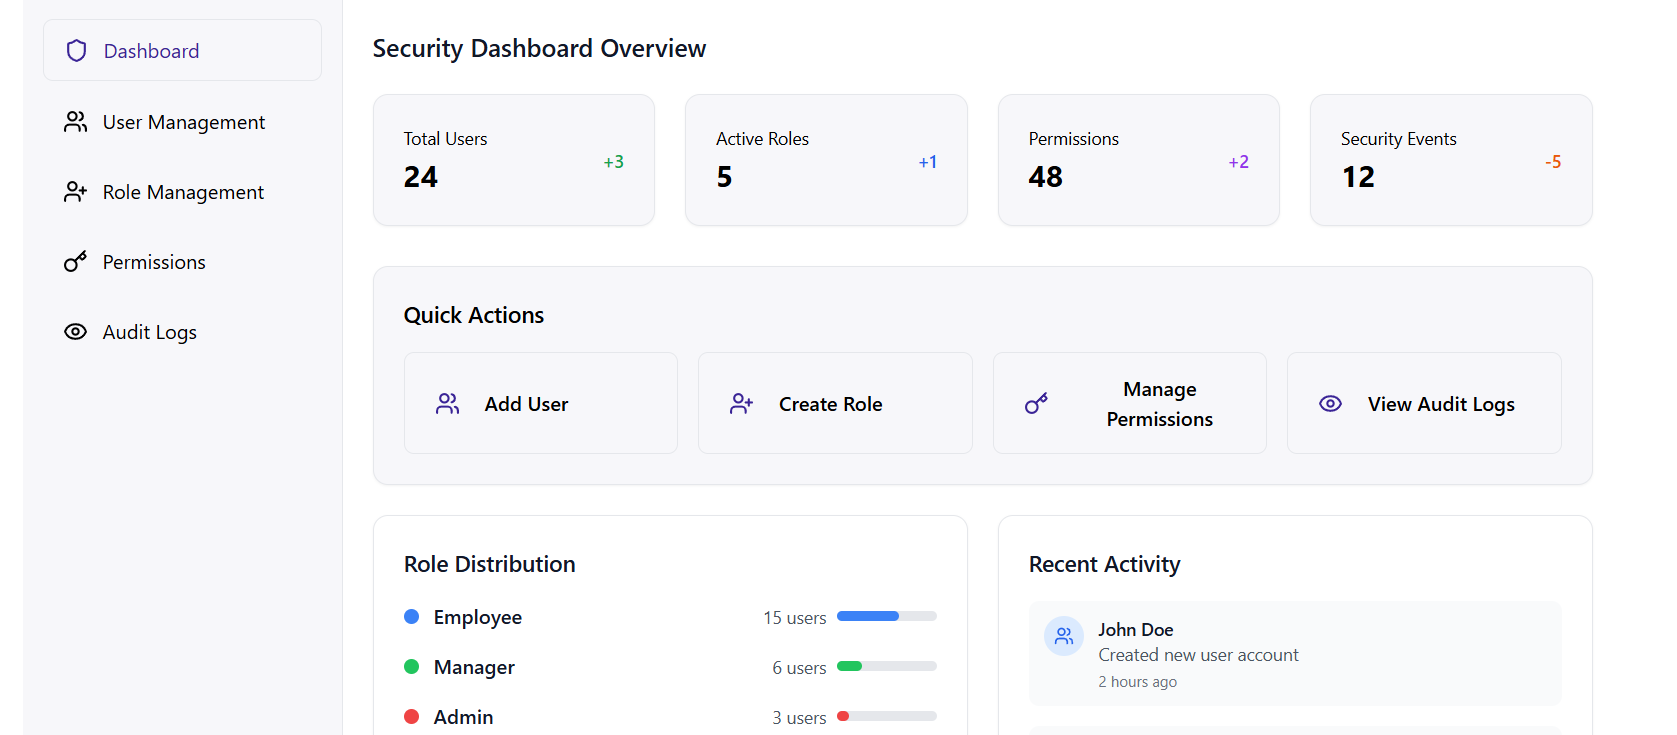 Dashboard
User Management
Role Management
Permissions
Audit Logs
Security Dashboard Overview
Total Users
24
+3
Active Roles
5
+1
Permissions
48
+2
Security Events
12
-5
Quick Actions
Add User
Create Role
Manage
Permissions
View Audit Logs
Role Distribution
Employee
15 users
Manager
6 users
Admin
3 users
Recent Activity
John Doe
Created new user account
2 hours ago